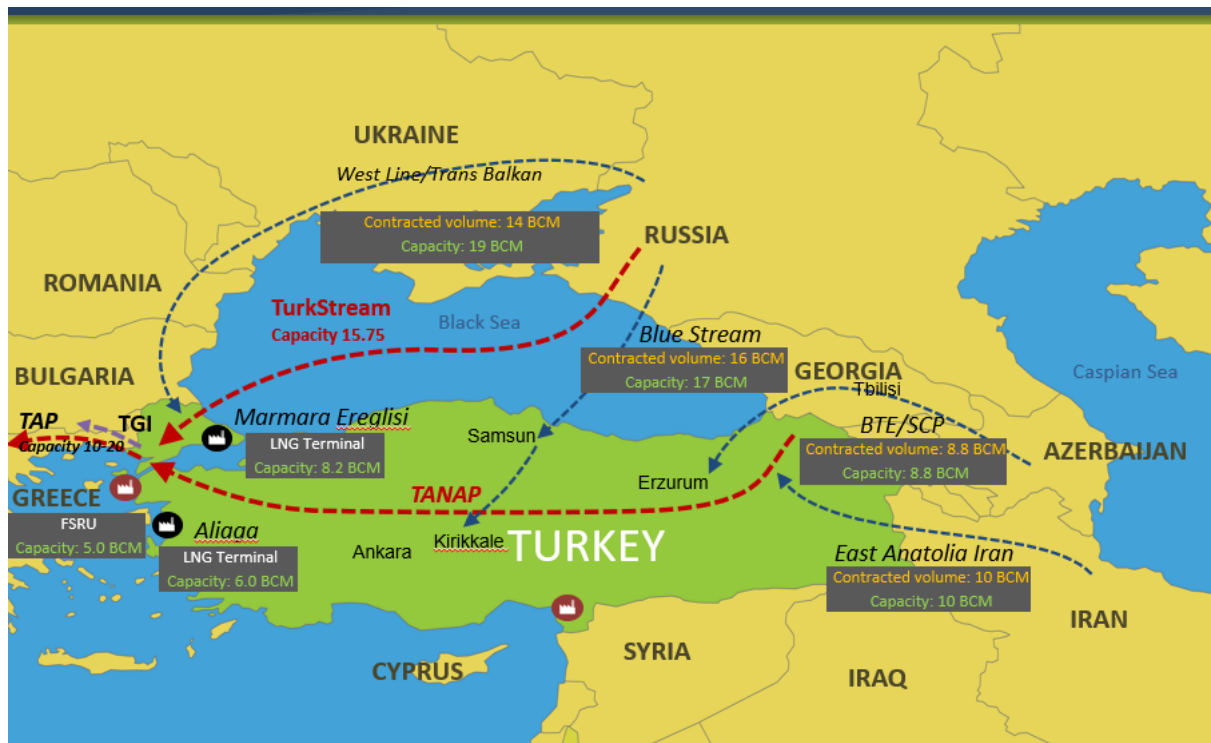 UKRAINE
West Line/Trans Balkan
Contracted volume: 14 BCM
Capacity: 19 BCM
RUSSIA
ROMANIA
TurkStream
Capacity 15.75
Black Sea
Blue Stream
Contracted volume: 16 BCM
Capacity: 17 BCM
GEORGIA
Tbilisi
Caspian Sea
BULGARIA
TAP
Capacity 10-20
TGI
Marmara Ereglisi
LNG Terminal
Capacity: 8.2 BCM
Samsun
BTE/SCP
Contracted volume: 8.8 BCM
Capacity: 8.8 BCM
AZERBAIJAN
Erzurum
TANAP
GREECE
FSRU
Capacity: 5.0 BCM
Aliaga
LNG Terminal
Capacity: 6.0 BCM
Ankara
Kirikkale
TURKEY
East Anatolia Iran
Contracted volume: 10 BCM
Capacity: 10 BCM
IRAN
SYRIA
CYPRUS
IRAQ